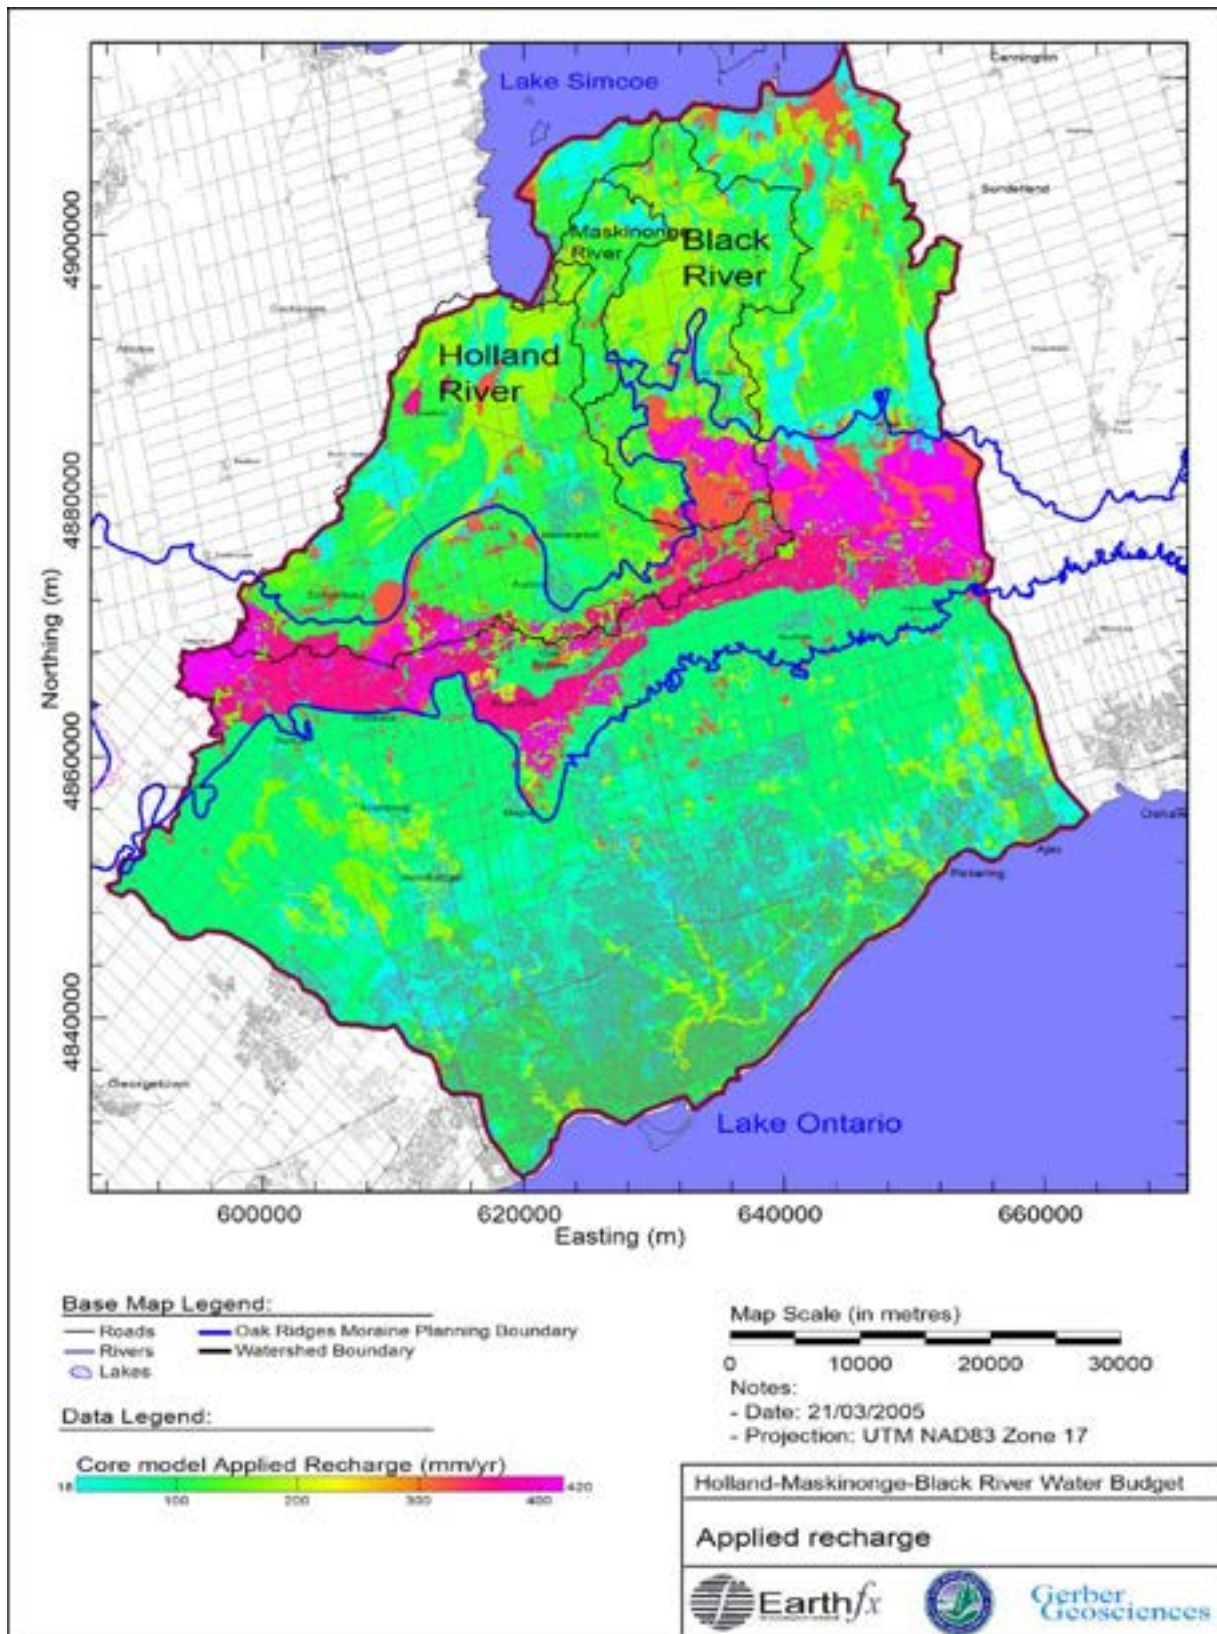 Lake Simcoe
Cannington
Sunderland
Maskinonge
River
Black
River
Holland
River
Lake Ontario
Georgetown
Pickering
Ajax
4900000
4880000
4860000
4840000
Northing (m)
600000
620000
640000
660000
Easting (m)
Base Map Legend:
Roads
Oak Ridges Moraine Planning Boundary
Rivers
Watershed Boundary
Lakes
Data Legend:
Core model Applied Recharge (mm/yr)
18
420
100
200
300
400
Map Scale (in metres)
0
10000
20000
30000
Notes:
- Date: 21/03/2005
- Projection: UTM NAD83 Zone 17
Holland-Maskinonge-Black River Water Budget
Applied recharge
Earthfx
Gerber
Geosciences